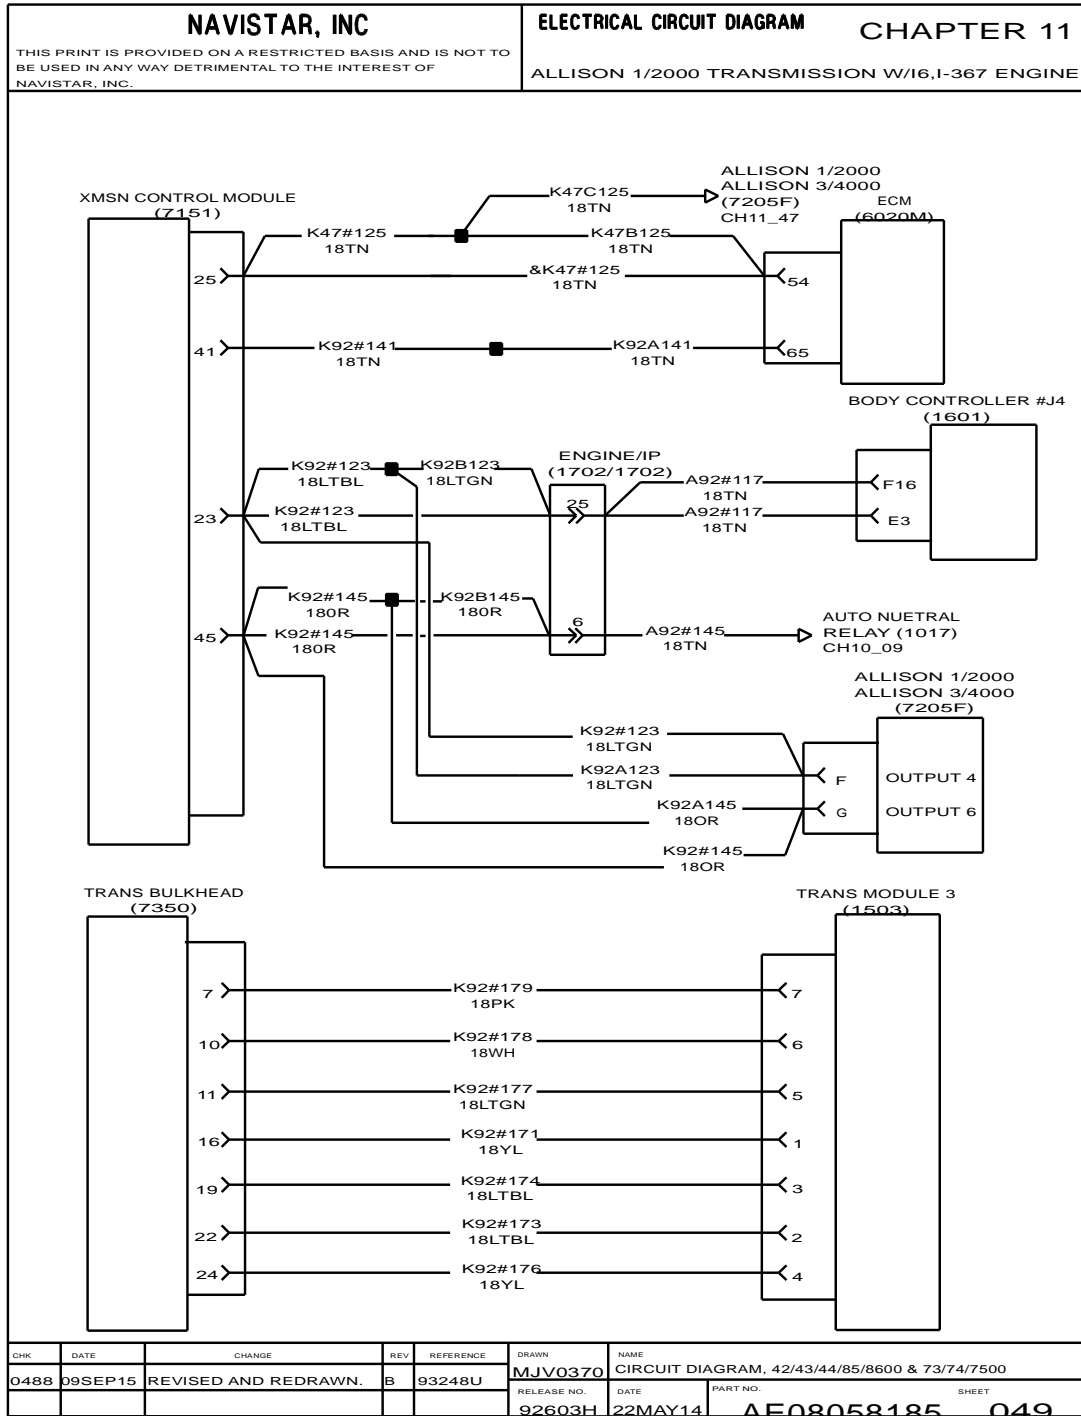 NAVISTAR, INC
THIS PRINT IS PROVIDED ON A RESTRICTED BASIS AND IS NOT TO
BE USED IN ANY WAY DETRIMENTAL TO THE INTEREST OF
NAVISTAR, INC.
ELECTRICAL CIRCUIT DIAGRAM
CHAPTER 11
ALLISON 1/2000 TRANSMISSION W/I6,I-367 ENGINE
XMSN CONTROL MODULE
(7151)
ALLISON 1/2000
ALLISON 3/4000
(7205F)
CH11_47
ECM
(6020M)
K47C125
18TN
K47#125
18TN
K47B125
18TN
25
&K47#125
18TN
54
41
K92#141
18TN
K92A141
18TN
65
BODY CONTROLLER #J4
(1601)
ENGINE/IP
(1702/1702)
K92#123
18LTBL
K92B123
18LTGN
A92#117
18TN
F16
23
K92#123
18LTBL
25
A92#117
18TN
E3
K92#145
180R
K92B145
180R
45
K92#145
180R
6
A92#145
18TN
AUTO NUETRAL
RELAY (1017)
CH10_09
ALLISON 1/2000
ALLISON 3/4000
(7205F)
K92#123
18LTGN
K92A123
18LTGN
F
OUTPUT 4
K92A145
18OR
G
OUTPUT 6
K92#145
18OR
TRANS BULKHEAD
(7350)
TRANS MODULE 3
(1503)
7
K92#179
18PK
7
10
K92#178
18WH
6
11
K92#177
18LTGN
5
16
K92#171
18YL
1
19
K92#174
18LTBL
3
22
K92#173
18LTBL
2
24
K92#176
18YL
4
CHK DATE CHANGE REV REFERENCE
0488 09SEP15 REVISED AND REDRAWN. B 93248U
DRAWN
MJV0370
NAME
CIRCUIT DIAGRAM, 42/43/44/85/8600 & 73/74/7500
RELEASE NO.
92603H
DATE
22MAY14
PART NO.
AE08058185
SHEET
049